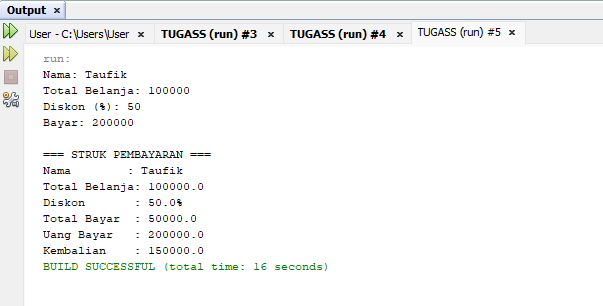 Output ×
User - C:\Users\User × TUGASS (run) #3 × TUGASS (run) #4 × TUGASS (run) #5 ×
run:
Nama: Taufik
Total Belanja: 100000
Diskon (%): 50
Bayar: 200000

=== STRUK PEMBAYARAN ===
Nama        : Taufik
Total Belanja: 100000.0
Diskon       : 50.0%
Total Bayar  : 50000.0
Uang Bayar   : 200000.0
Kembalian    : 150000.0
BUILD SUCCESSFUL (total time: 16 seconds)